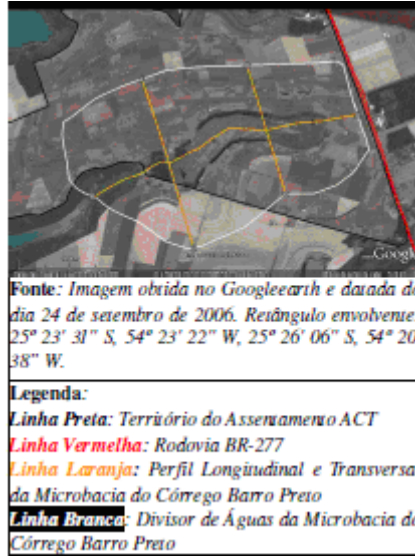 Google
Fonte: Imagem obtida no Googleearth e datada do
dia 24 de setembro de 2006. Retângulo envolvente:
25º 23' 31" S, 54º 23' 22" W, 25º 26' 06" S, 54º 20'
38" W.
Legenda:
Linha Preta: Território do Assentamento ACT
Linha Vermelha: Rodovia BR-277
Linha Laranja: Perfil Longitudinal e Transversa
da Microbacia do Córrego Barro Preto
Linha Branca: Divisor de Águas da Microbacia do
Córrego Barro Preto